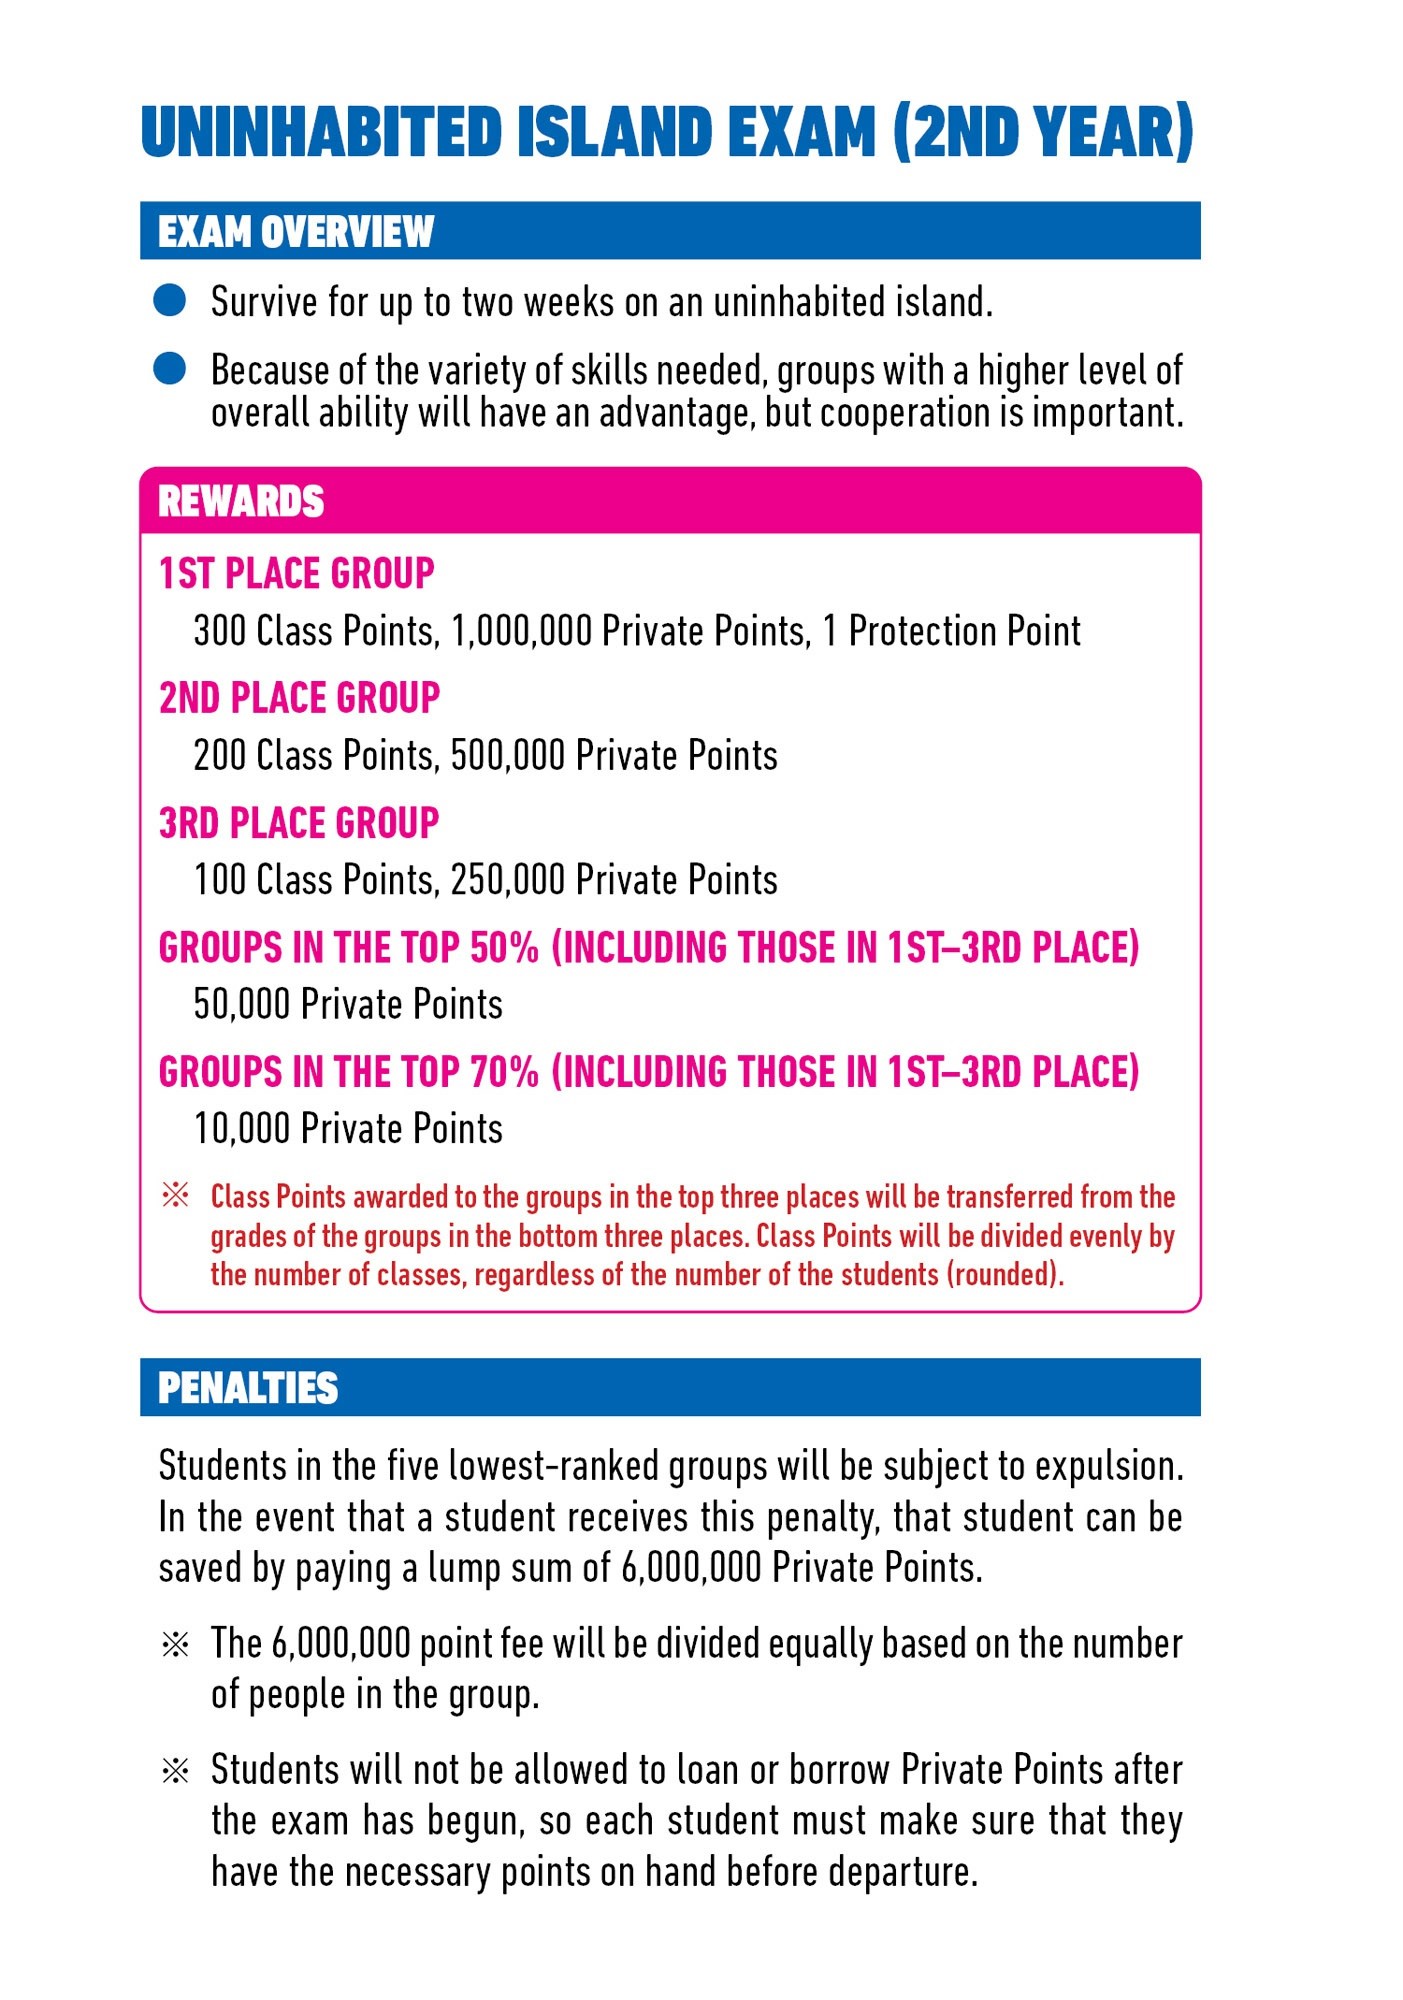 UNINHABITED ISLAND EXAM (2ND YEAR)
EXAM OVERVIEW
● Survive for up to two weeks on an uninhabited island.
● Because of the variety of skills needed, groups with a higher level of
overall ability will have an advantage, but cooperation is important.
REWARDS
1ST PLACE GROUP
300 Class Points, 1,000,000 Private Points, 1 Protection Point
2ND PLACE GROUP
200 Class Points, 500,000 Private Points
3RD PLACE GROUP
100 Class Points, 250,000 Private Points
GROUPS IN THE TOP 50% (INCLUDING THOSE IN 1ST–3RD PLACE)
50,000 Private Points
GROUPS IN THE TOP 70% (INCLUDING THOSE IN 1ST–3RD PLACE)
10,000 Private Points
※ Class Points awarded to the groups in the top three places will be transferred from the
grades of the groups in the bottom three places. Class Points will be divided evenly by
the number of classes, regardless of the number of the students (rounded).
PENALTIES
Students in the five lowest-ranked groups will be subject to expulsion.
In the event that a student receives this penalty, that student can be
saved by paying a lump sum of 6,000,000 Private Points.
※ The 6,000,000 point fee will be divided equally based on the number
of people in the group.
※ Students will not be allowed to loan or borrow Private Points after
the exam has begun, so each student must make sure that they
have the necessary points on hand before departure.